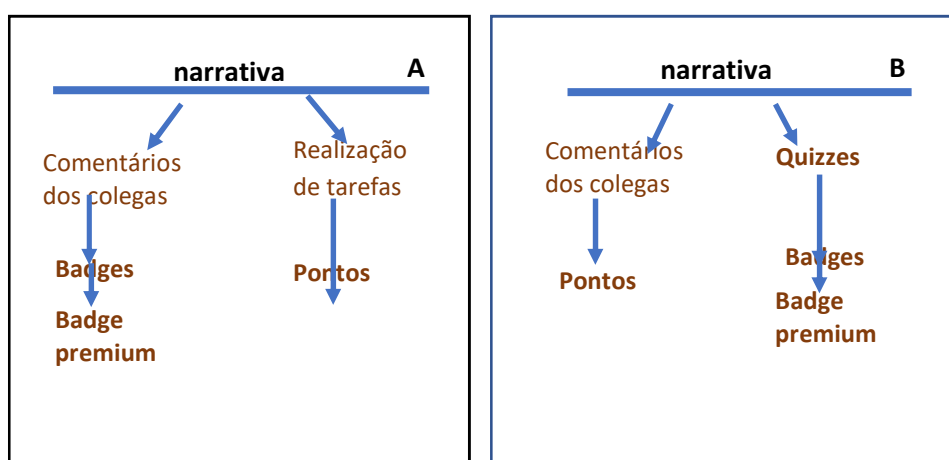 narrativa
A
Comentários
dos colegas
Realização
de tarefas
Badges
Pontos
Badge
premium
narrativa
B
Comentários
dos colegas
Quizzes
Pontos
Badges
Badge
premium